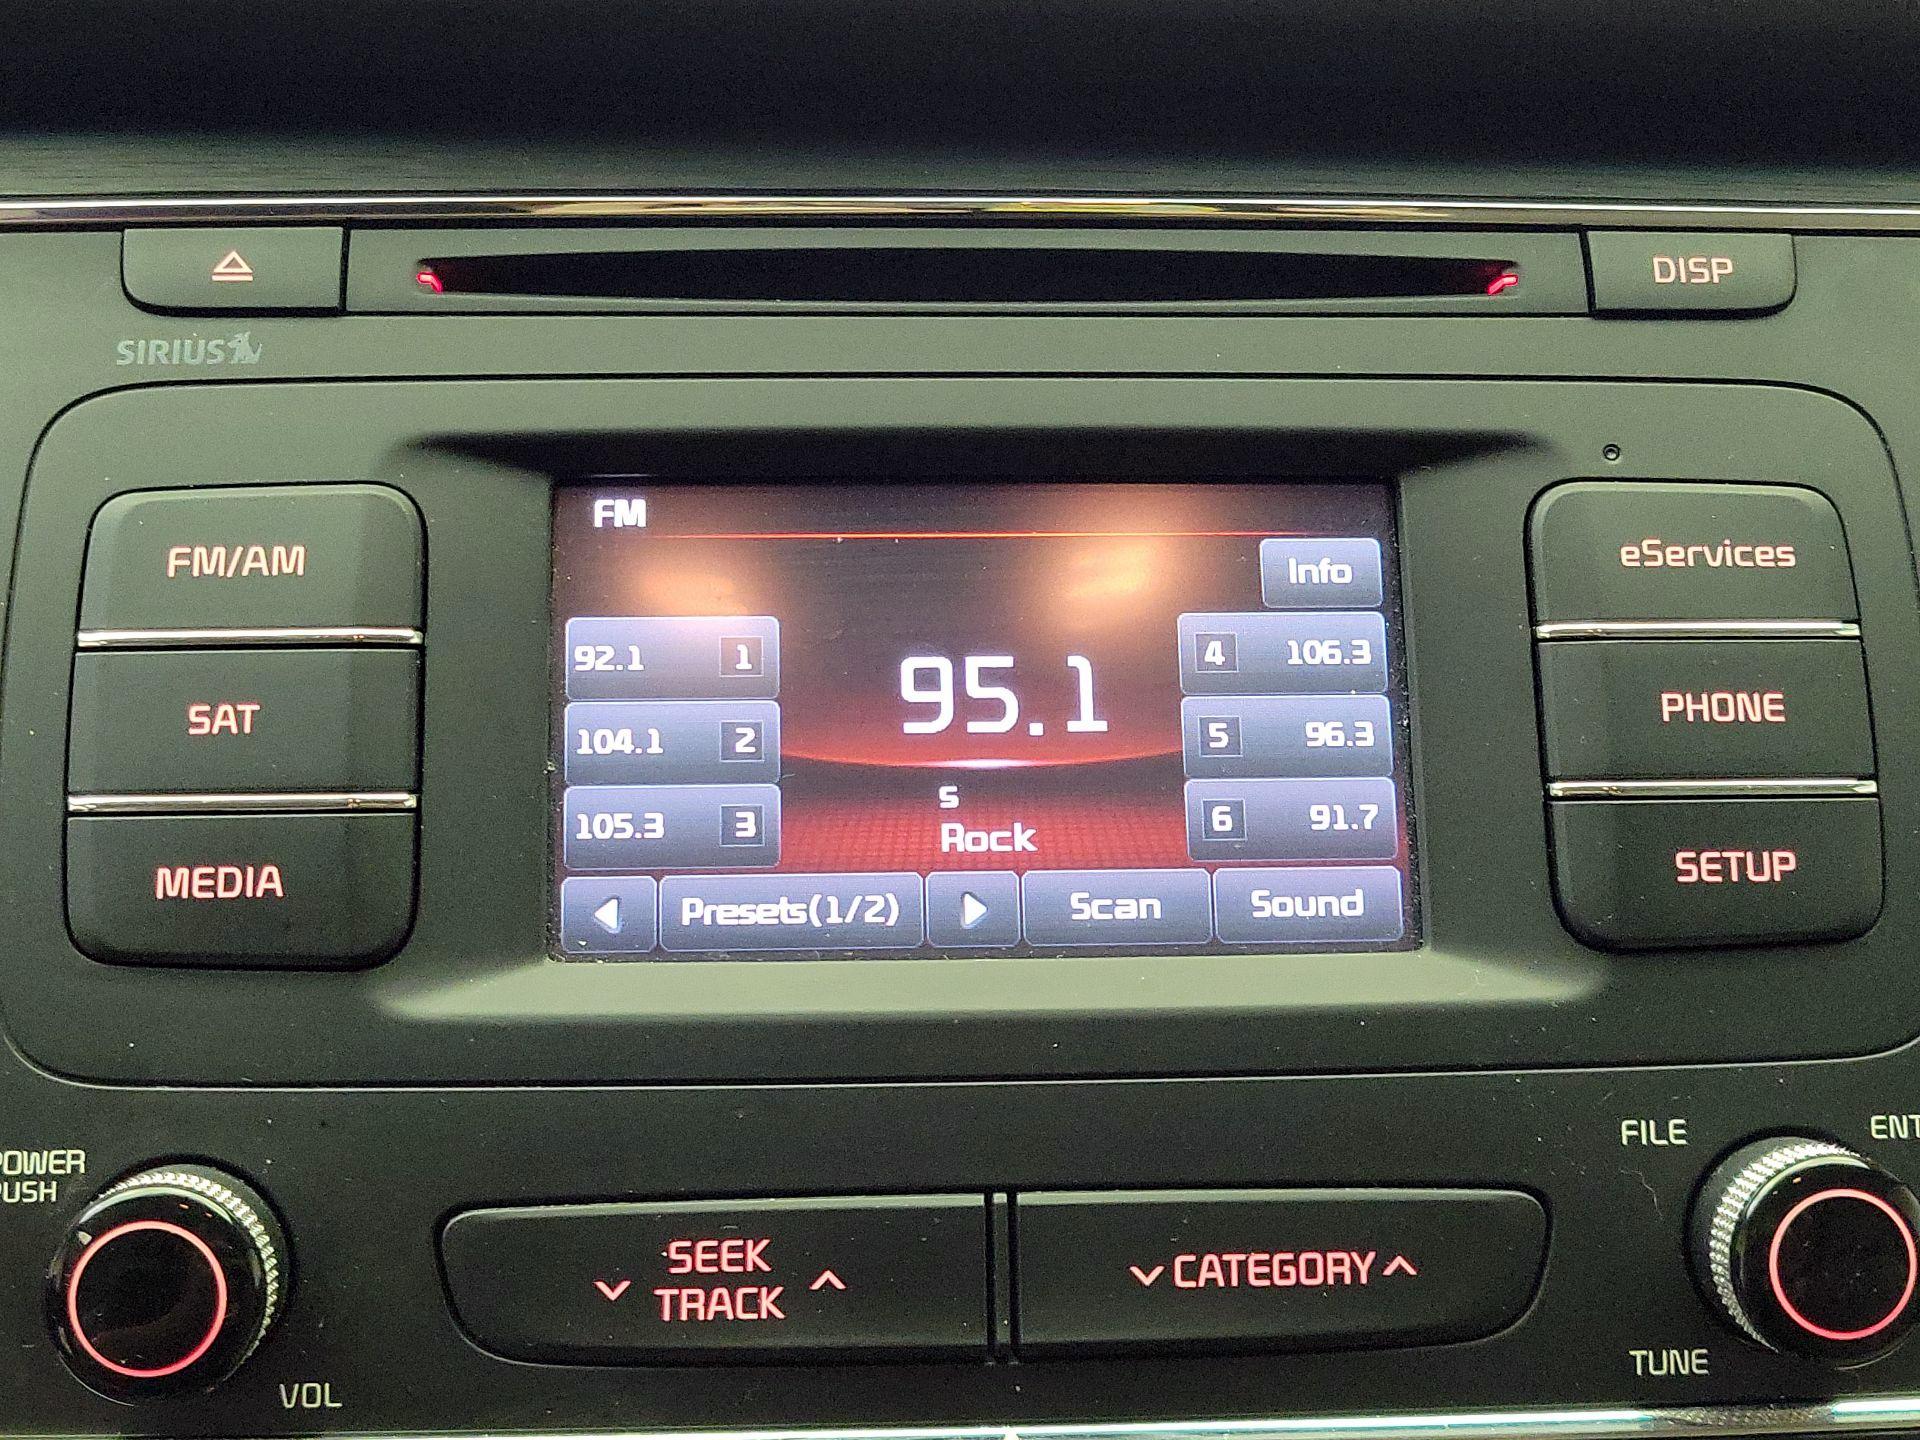 DISP
SIRIUS
FM
FM/AM
SAT
MEDIA
Info
92.1 1
104.1 2
105.3 3
95.1
S
Rock
4 106.3
5 96.3
6 91.7
Presets(1/2)
Scan
Sound
eServices
PHONE
SETUP
POWER
PUSH
VOL
SEEK
TRACK
CATEGORY
FILE
ENT
TUNE